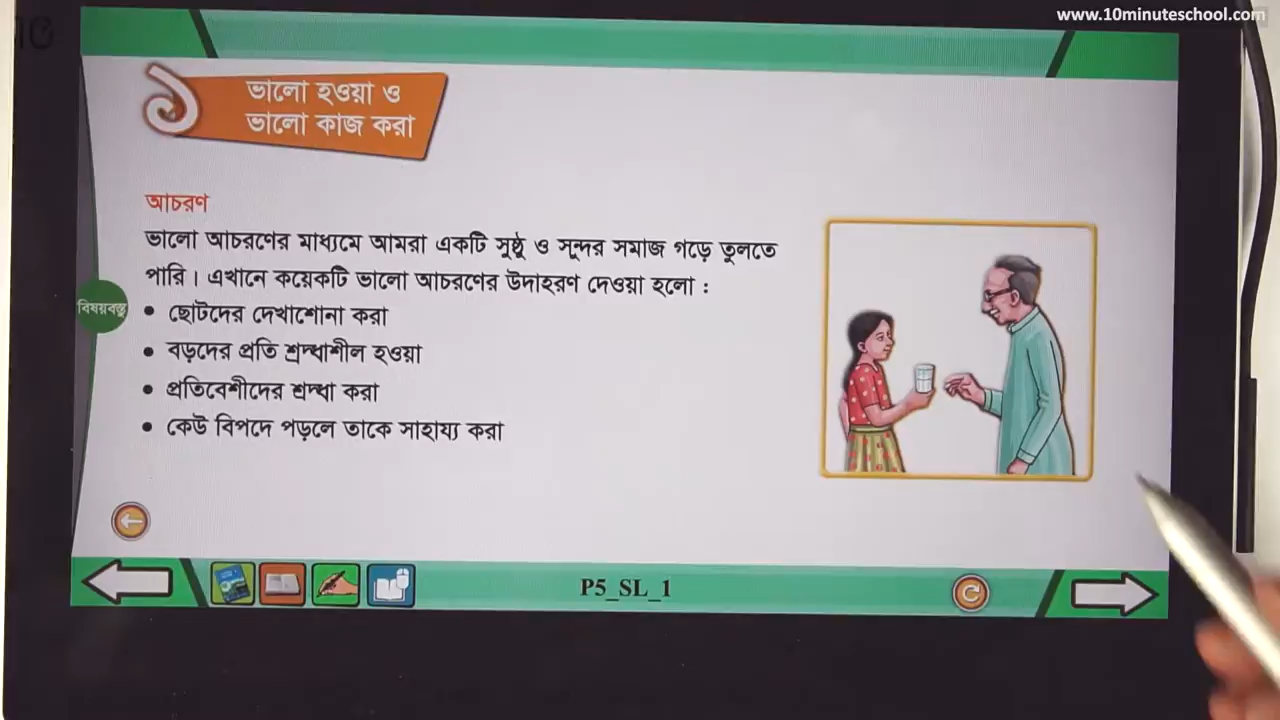 www.10minuteschool.com
১
ভালো হওয়া ও
ভালো কাজ করা
আচরণ
ভালো আচরণের মাধ্যমে আমরা একটি সুষ্ঠু ও সুন্দর সমাজ গড়ে তুলতে
পারি। এখানে কয়েকটি ভালো আচরণের উদাহরণ দেওয়া হলো :
বিষয়বস্তু
• ছোটদের দেখাশোনা করা
• বড়দের প্রতি শ্রদ্ধাশীল হওয়া
• প্রতিবেশীদের শ্রদ্ধা করা
• কেউ বিপদে পড়লে তাকে সাহায্য করা
P5_SL_1